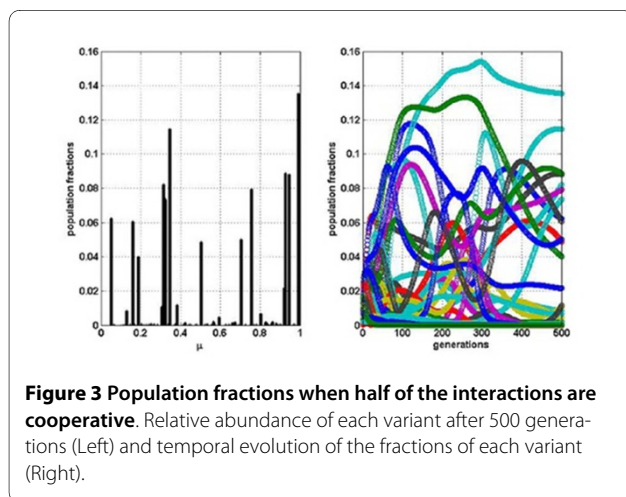 0.16
0.14
0.12
0.1
0.08
0.06
0.04
0.02
0
population fractions
0 0.2 0.4 0.6 0.8 1
μ
0.16
0.14
0.12
0.1
0.08
0.06
0.04
0.02
0
population fractions
0 100 200 300 400 500
generations
Figure 3 Population fractions when half of the interactions are
cooperative. Relative abundance of each variant after 500 genera-
tions (Left) and temporal evolution of the fractions of each variant
(Right).